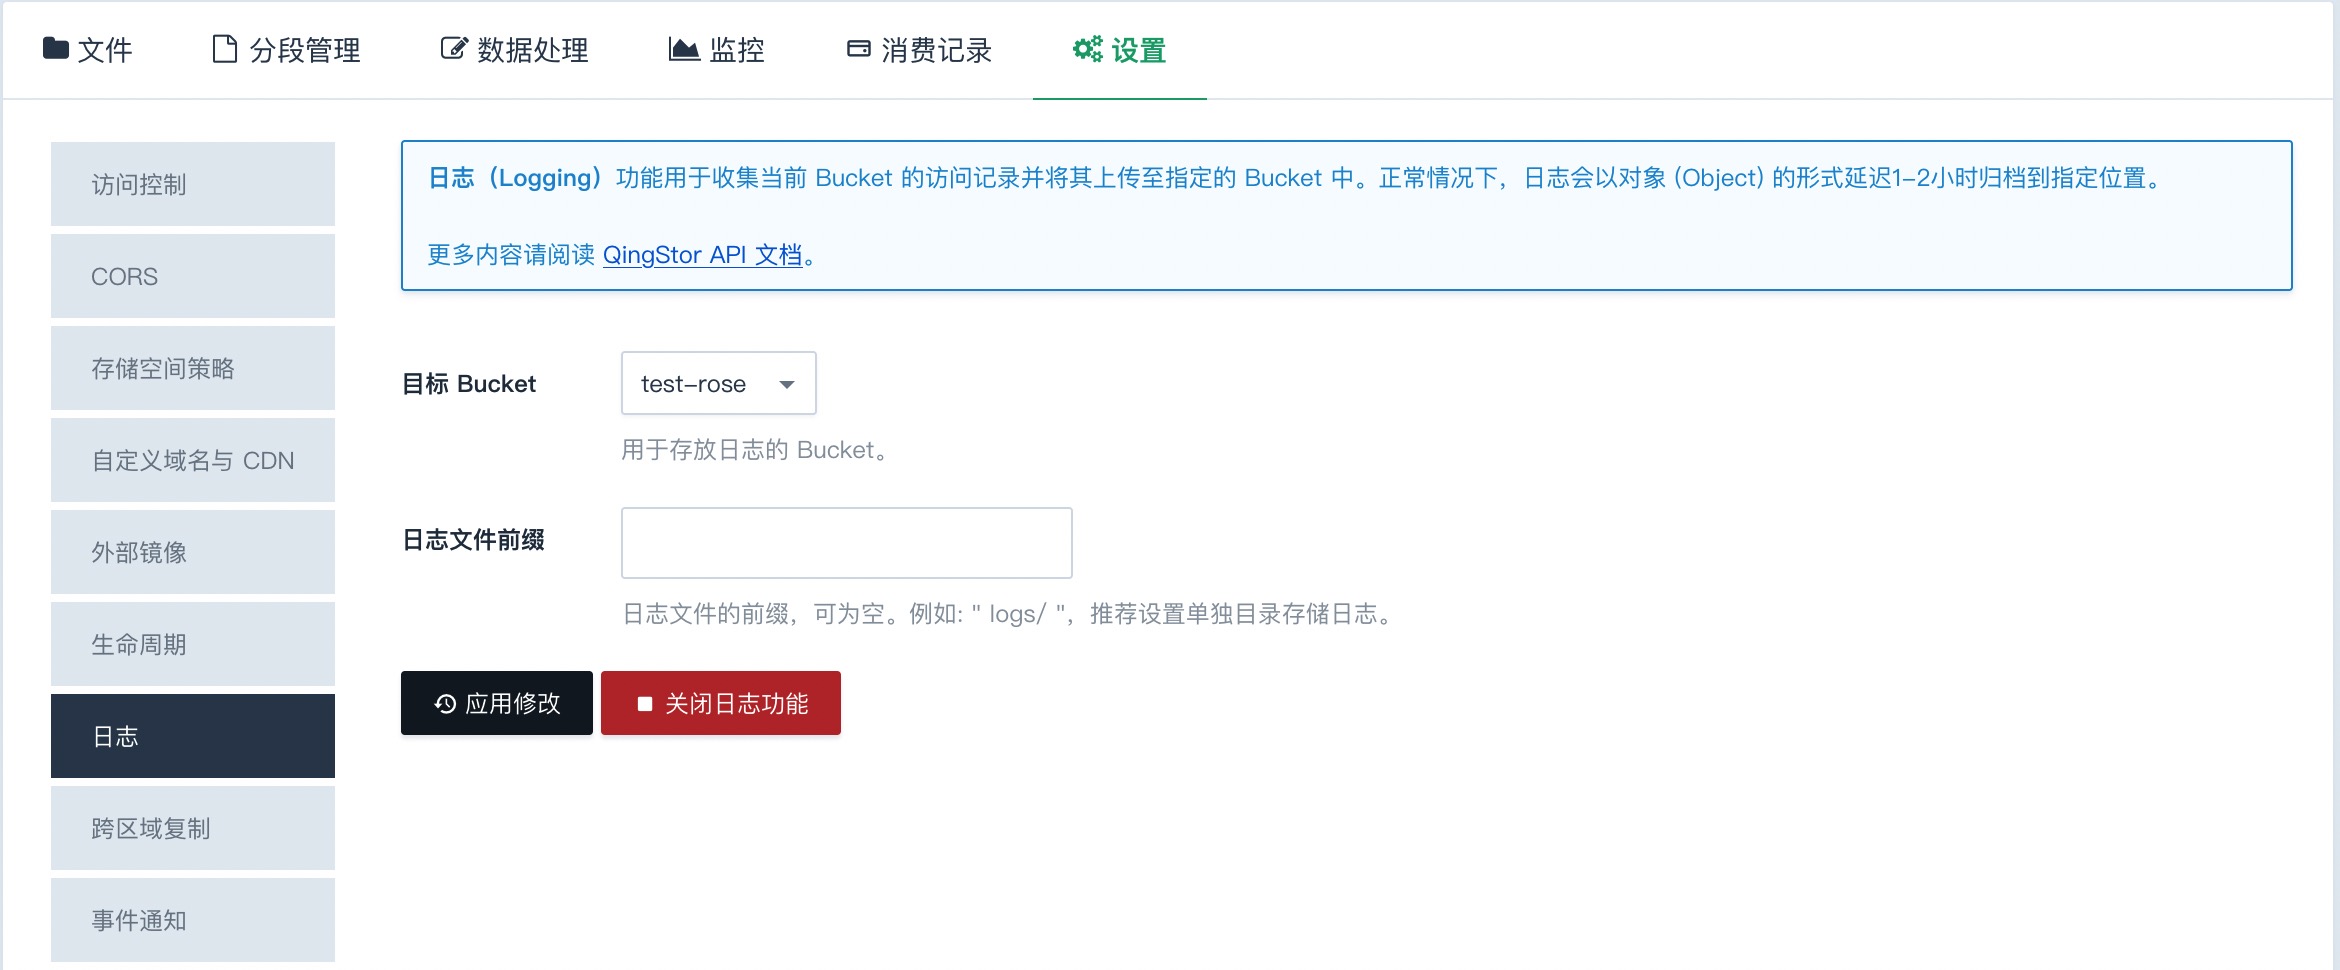 文件
分段管理
数据处理
监控
消费记录
设置
访问控制
CORS
存储空间策略
自定义域名与 CDN
外部镜像
生命周期
日志
跨区域复制
事件通知
日志（Logging）功能用于收集当前 Bucket 的访问记录并将其上传至指定的 Bucket 中。正常情况下，日志会以对象 (Object) 的形式延迟1-2小时归档到指定位置。
更多内容请阅读 QingStor API 文档。
目标 Bucket
test-rose
用于存放日志的 Bucket。
日志文件前缀
日志文件的前缀，可为空。例如: " logs/ "，推荐设置单独目录存储日志。
应用修改
关闭日志功能